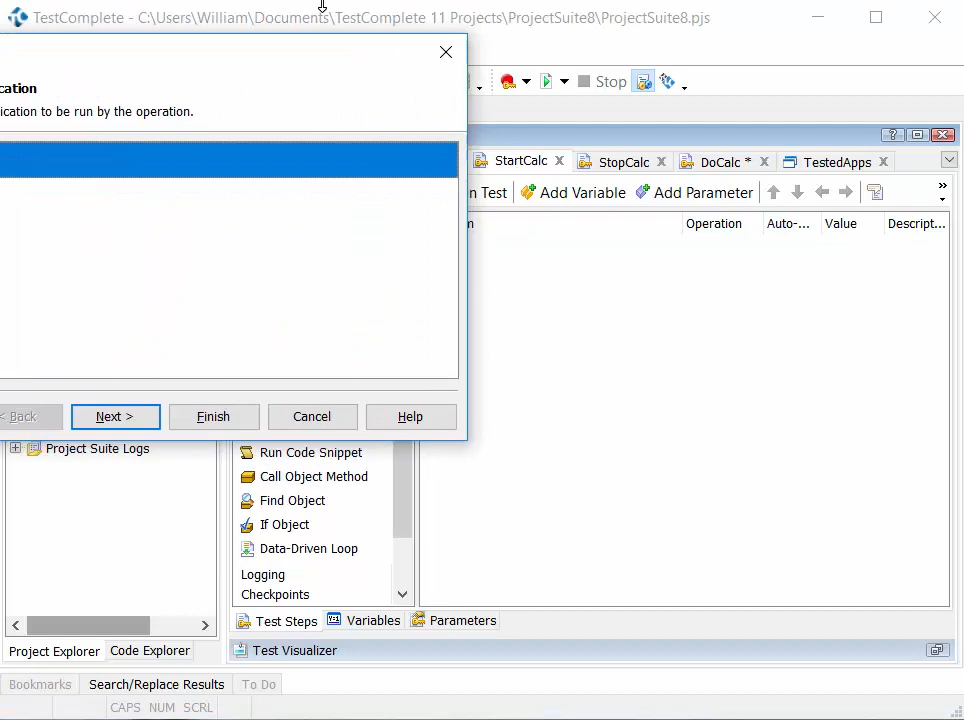 TestComplete - C:\Users\William\Documents\TestComplete 11 Projects\ProjectSuite8\ProjectSuite8.pjs
cation
ication to be run by the operation.
Stop
StartCalc
StopCalc
DoCalc *
TestedApps
n Test
Add Variable
Add Parameter
m
Operation
Auto-...
Value
Descript...
< Back
Next >
Finish
Cancel
Help
Project Suite Logs
Run Code Snippet
Call Object Method
Find Object
If Object
Data-Driven Loop
Logging
Checkpoints
Test Steps
Variables
Parameters
Project Explorer
Code Explorer
Test Visualizer
Bookmarks
Search/Replace Results
To Do
CAPS NUM SCRL